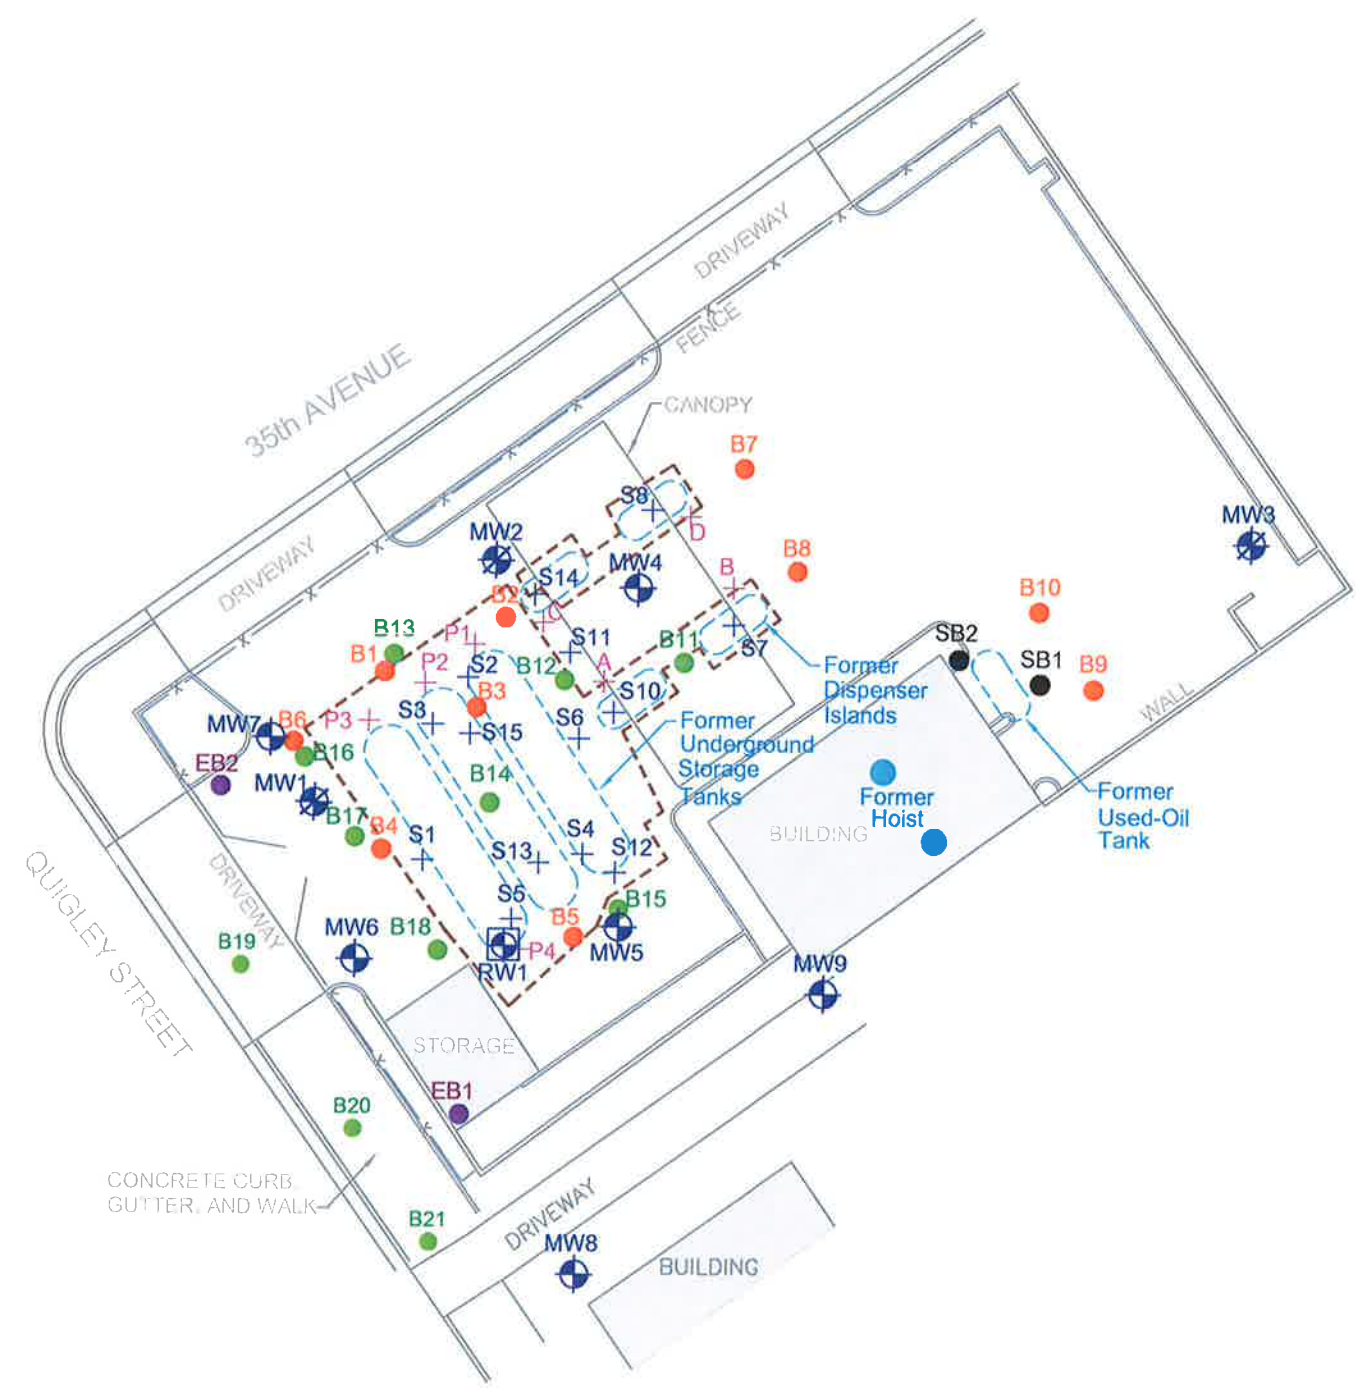 DRIVEWAY
FENCE
35th AVENUE
CANOPY
B7
S8
D
MW3
MW2
B8
MW4
B
S14
B2
C
B10
DRIVEWAY
B13
P1
S11
B11
SB2
B1
P2
S2
B12
A
S7
SB1
B9
Former
Dispenser
Islands
WALL
S10
B3
S3
P3
MW7
B6
S15
S6
Former
Underground
Storage
Tanks
B16
EB2
MW1
B14
Former
Hoist
Former
Used-Oil
Tank
B17
B4
S1
S4
S13
S12
BUILDING
QUIGLEY STREET
DRIVEWAY
S5
B15
B5
MW6
B18
P4
MW5
RW1
B19
MW9
STORAGE
EB1
B20
CONCRETE CURB,
GUTTER, AND WALK
B21
DRIVEWAY
MW8
BUILDING